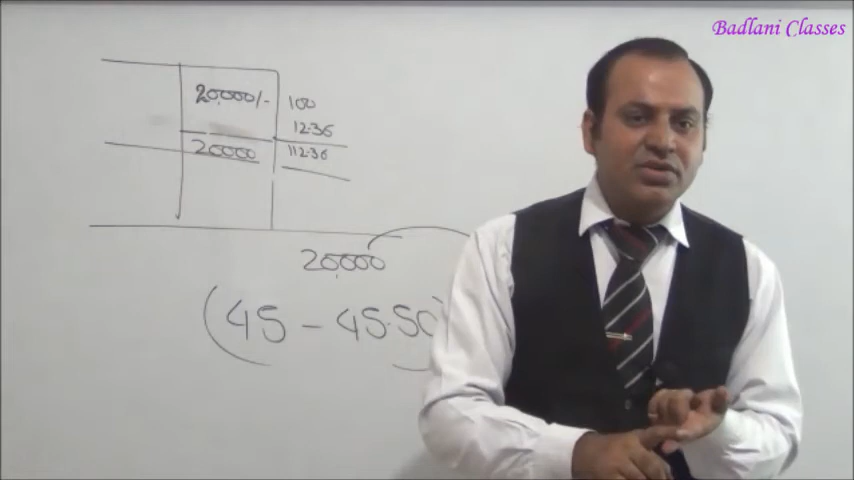 Badlani Classes
20,000/- 100
12.36
20000 112.36
20,000
(45 - 45.50